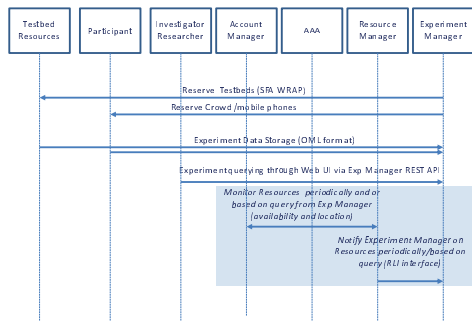 Testbed
Resources
Participant
Investigator
Researcher
Account
Manager
AAA
Resource
Manager
Experiment
Manager
Reserve Testbeds (SFA WRAP)
Reserve Crowd /mobile phones
Experiment Data Storage (OML format)
Experiment querying through Web UI via Exp Manager REST API
Monitor Resources periodically and or
based on query from Exp Manager
(availability and location)
Notify Experiment Manager on
Resources periodically/based on
query (RLI interface)